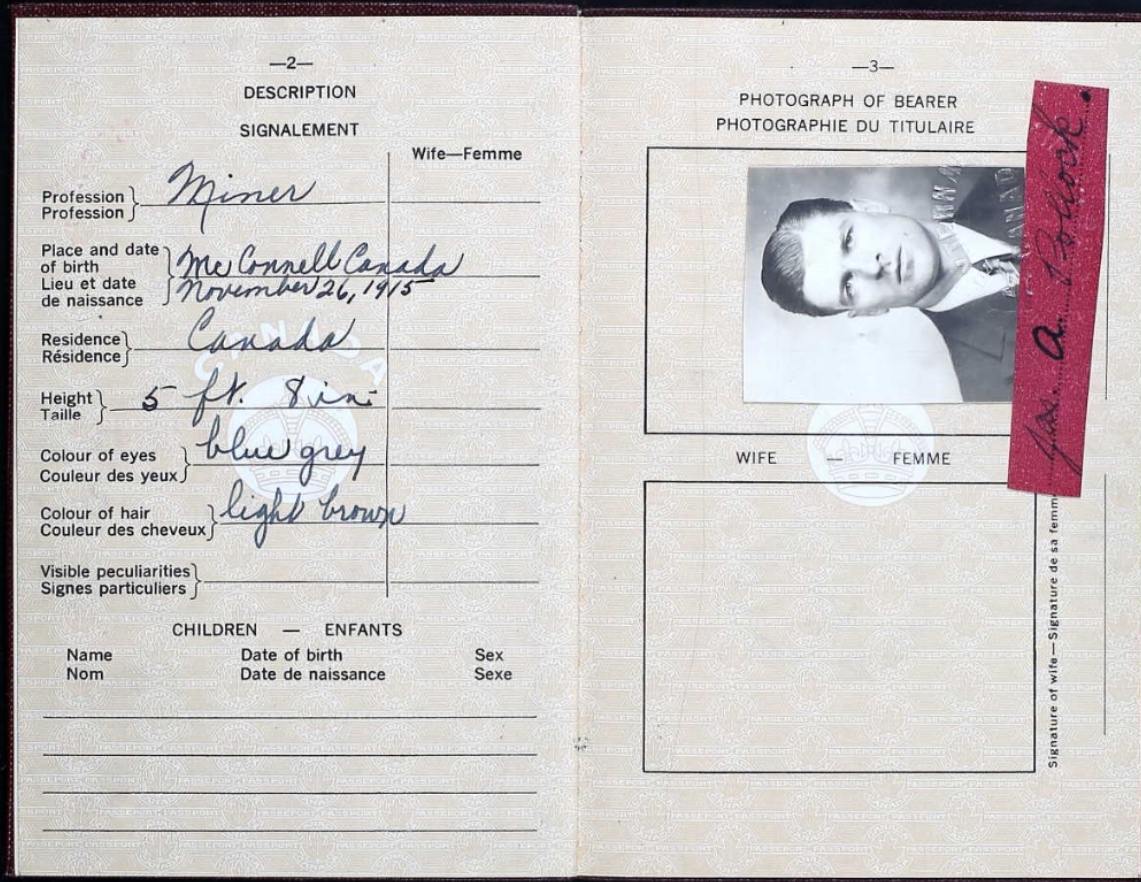 —2—
DESCRIPTION
SIGNALEMENT
Wife—Femme
Profession
Profession
Miner
Place and date
of birth
Lieu et date
de naissance
McConnell Canada
November 26, 1915
Residence
Résidence
Canada
Height
Taille
5 ft. 8 in.
Colour of eyes
Couleur des yeux
blue grey
Colour of hair
Couleur des cheveux
light brown
Visible peculiarities
Signes particuliers
CHILDREN — ENFANTS
Name Date of birth Sex
Nom Date de naissance Sexe
CANADA
—3—
PHOTOGRAPH OF BEARER
PHOTOGRAPHIE DU TITULAIRE
WIFE — FEMME
Signature of wife — Signature de sa femme